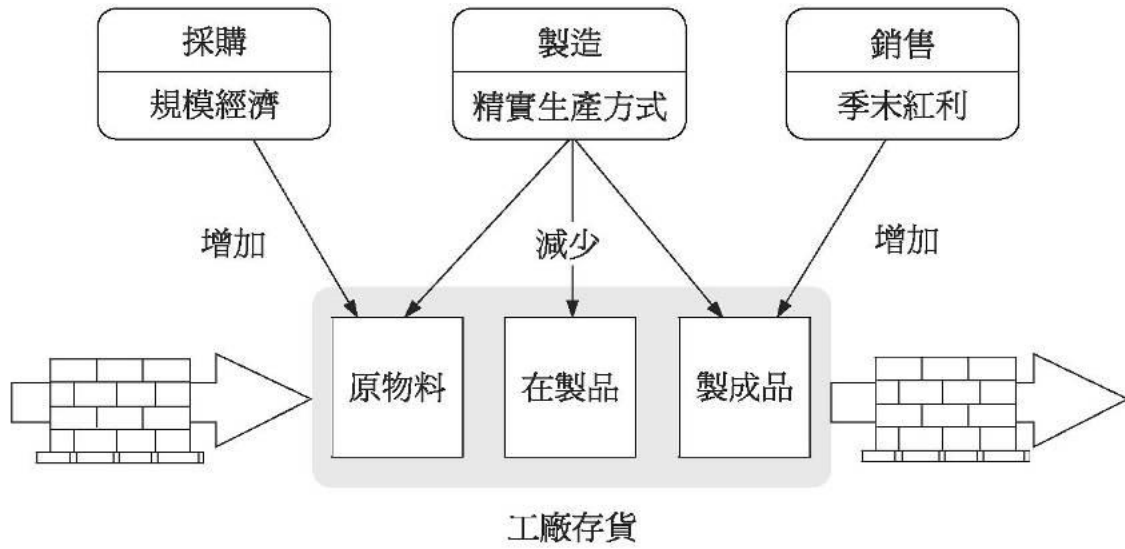 採購
規模經濟
製造
精實生產方式
銷售
季末紅利
增加
減少
增加
原物料
在製品
製成品
工廠存貨